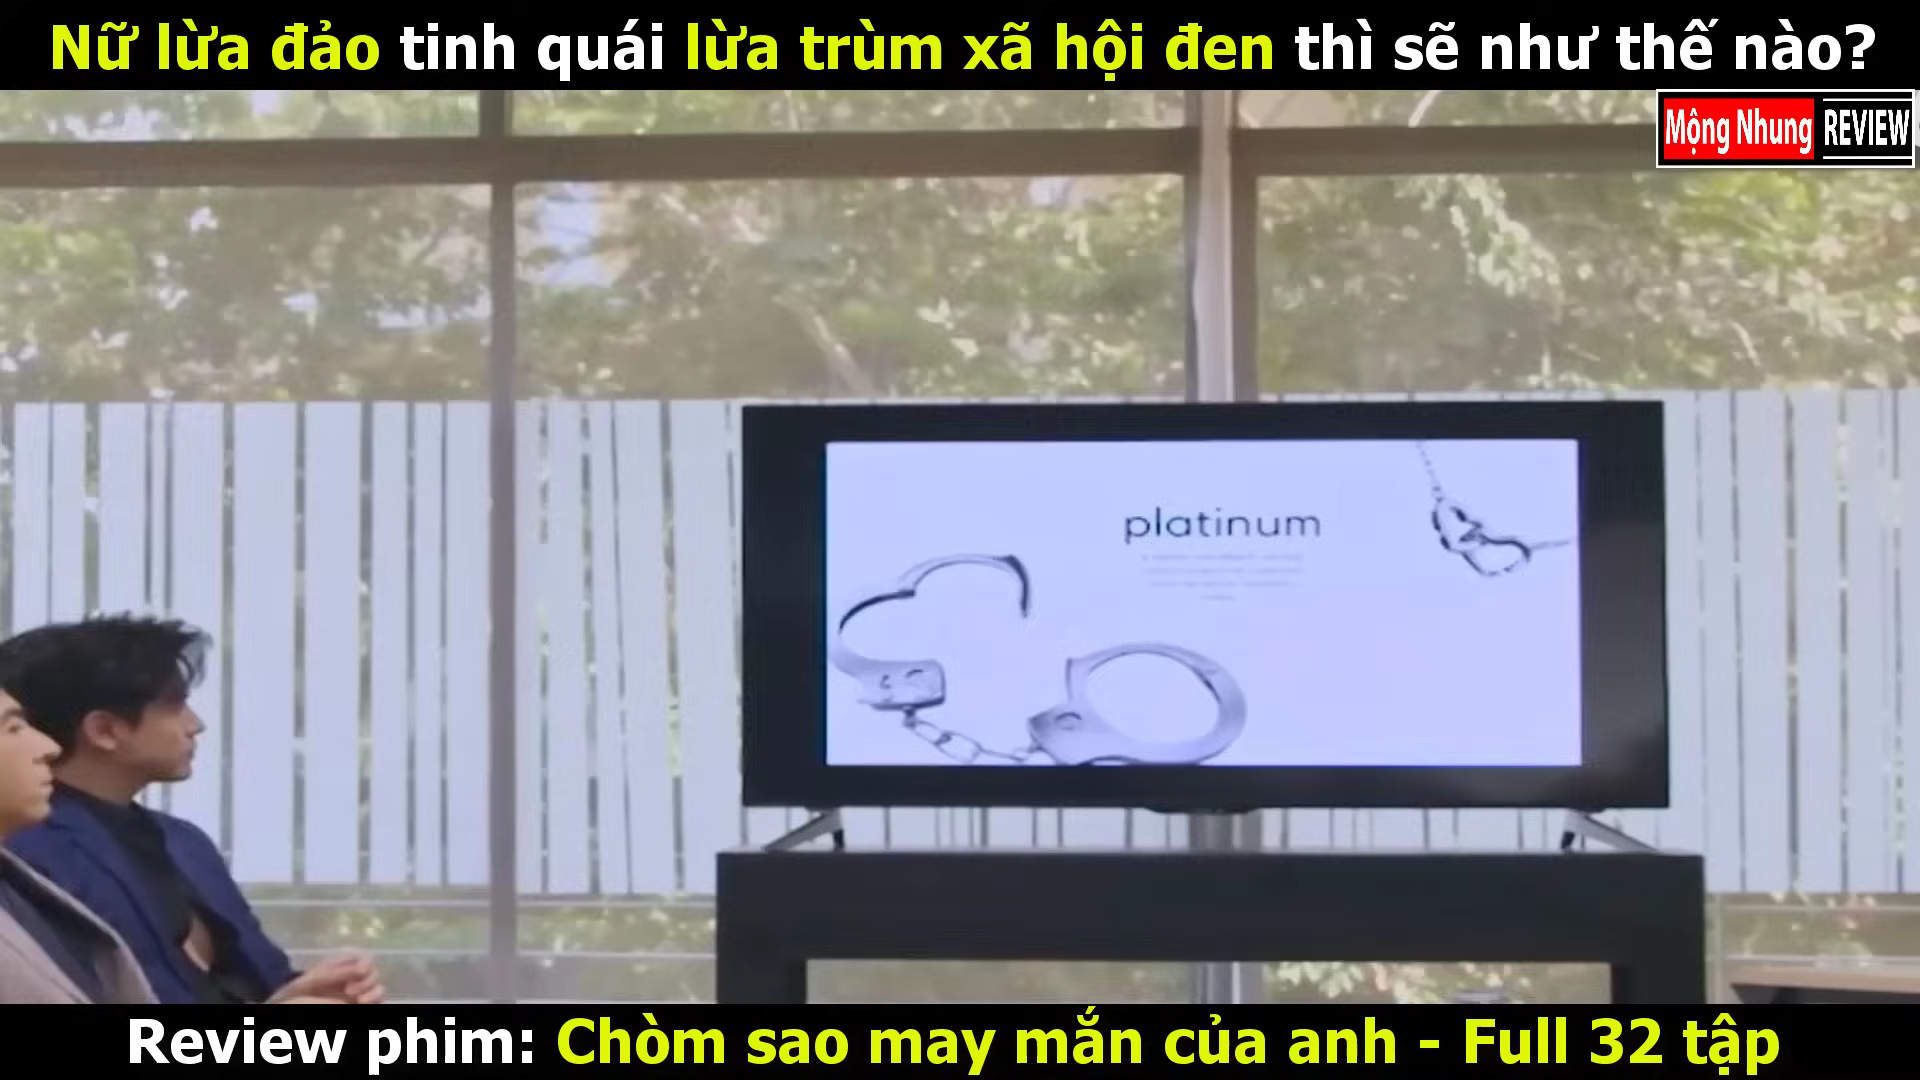 Nữ lừa đảo tinh quái lừa trùm xã hội đen thì sẽ như thế nào?
Mộng Nhung REVIEW
platinum
Review phim: Chòm sao may mắn của anh - Full 32 tập